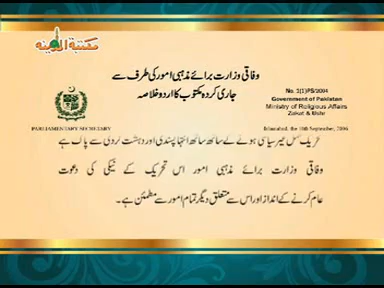 مکتبۃ المدینہ
وفاقی وزارت برائے مذہبی امور کی طرف سے
جاری کردہ مکتوب کا اردو خلاصہ
No. 1(1)PS/2004
Government of Pakistan
Ministry of Religious Affairs
Zakat & Ushr
PARLIAMENTARY SECRETARY
Islamabad, the 10th September, 2004
غیر سیاسی ہونے کے ساتھ ساتھ انتہا پسندی اور دہشت گردی سے پاک ہے
وفاقی وزارت برائے مذہبی امور اس تحریک کے نیکی کی دعوت
عام کرنے کے انداز اور اس سے متعلق دیگر تمام امور سے مطمئن ہے۔